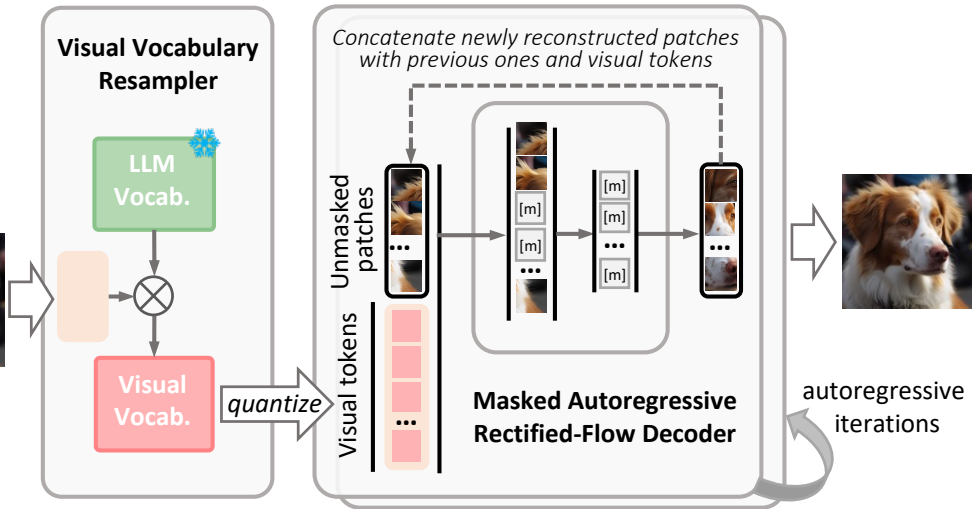 Visual Vocabulary
Resampler
LLM
Vocab.
Visual
Vocab.
quantize
Concatenate newly reconstructed patches
with previous ones and visual tokens
Unmasked
patches
Visual tokens
...
...
[m]
[m]
...
[m]
[m]
...
[m]
...
Masked Autoregressive
Rectified-Flow Decoder
autoregressive
iterations